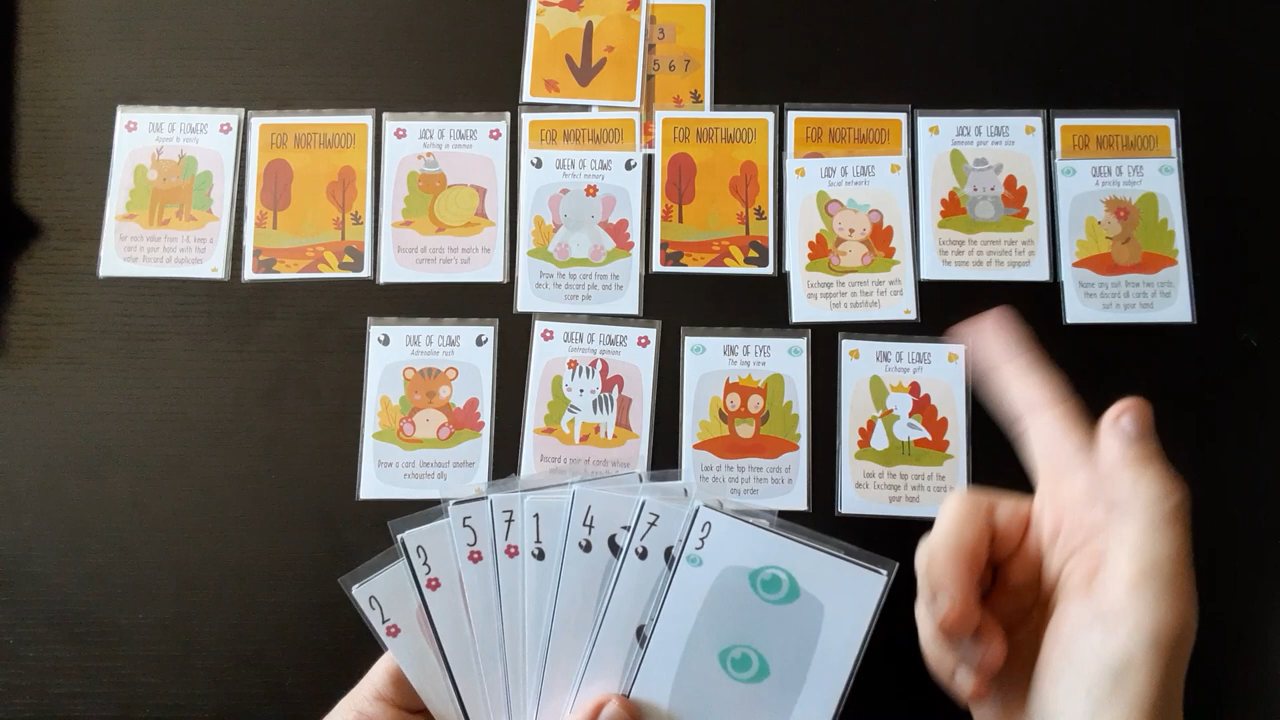 3
5 6 7
DUKE OF FLOWERS
Appeal to vanity
For each value from 1-8, keep a
card in your hand with that
value. Discard all duplicates
FOR NORTHWOOD!
JACK OF FLOWERS
Nothing in common
Discard all cards that match the
current ruler's suit
FOR NORTHWOOD!
QUEEN OF CLAWS
Perfect memory
Draw the top card from the
deck, the discard pile, and the
score pile
FOR NORTHWOOD!
FOR NORTHWOOD!
LADY OF LEAVES
Social networks
Exchange the current ruler with
any supporter on their fief card
(not a substitute)
JACK OF LEAVES
Someone your own size
Exchange the current ruler with
the ruler of an unvisited fief on
the same side of the signpost
FOR NORTHWOOD!
QUEEN OF EYES
A prickly subject
Name any suit. Draw two cards,
then discard all cards of that
suit in your hand
DUKE OF CLAWS
Adrenaline rush
Draw a card. Unexhaust another
exhausted ally
QUEEN OF FLOWERS
Contrasting opinions
Discard a pair of cards whose
KING OF EYES
The long view
Look at the top three cards of
the deck and put them back in
any order
KING OF LEAVES
Exchange gift
Look at the top card of the
deck. Exchange it with a card in
your hand
2
3
5
7
1
4
7
3